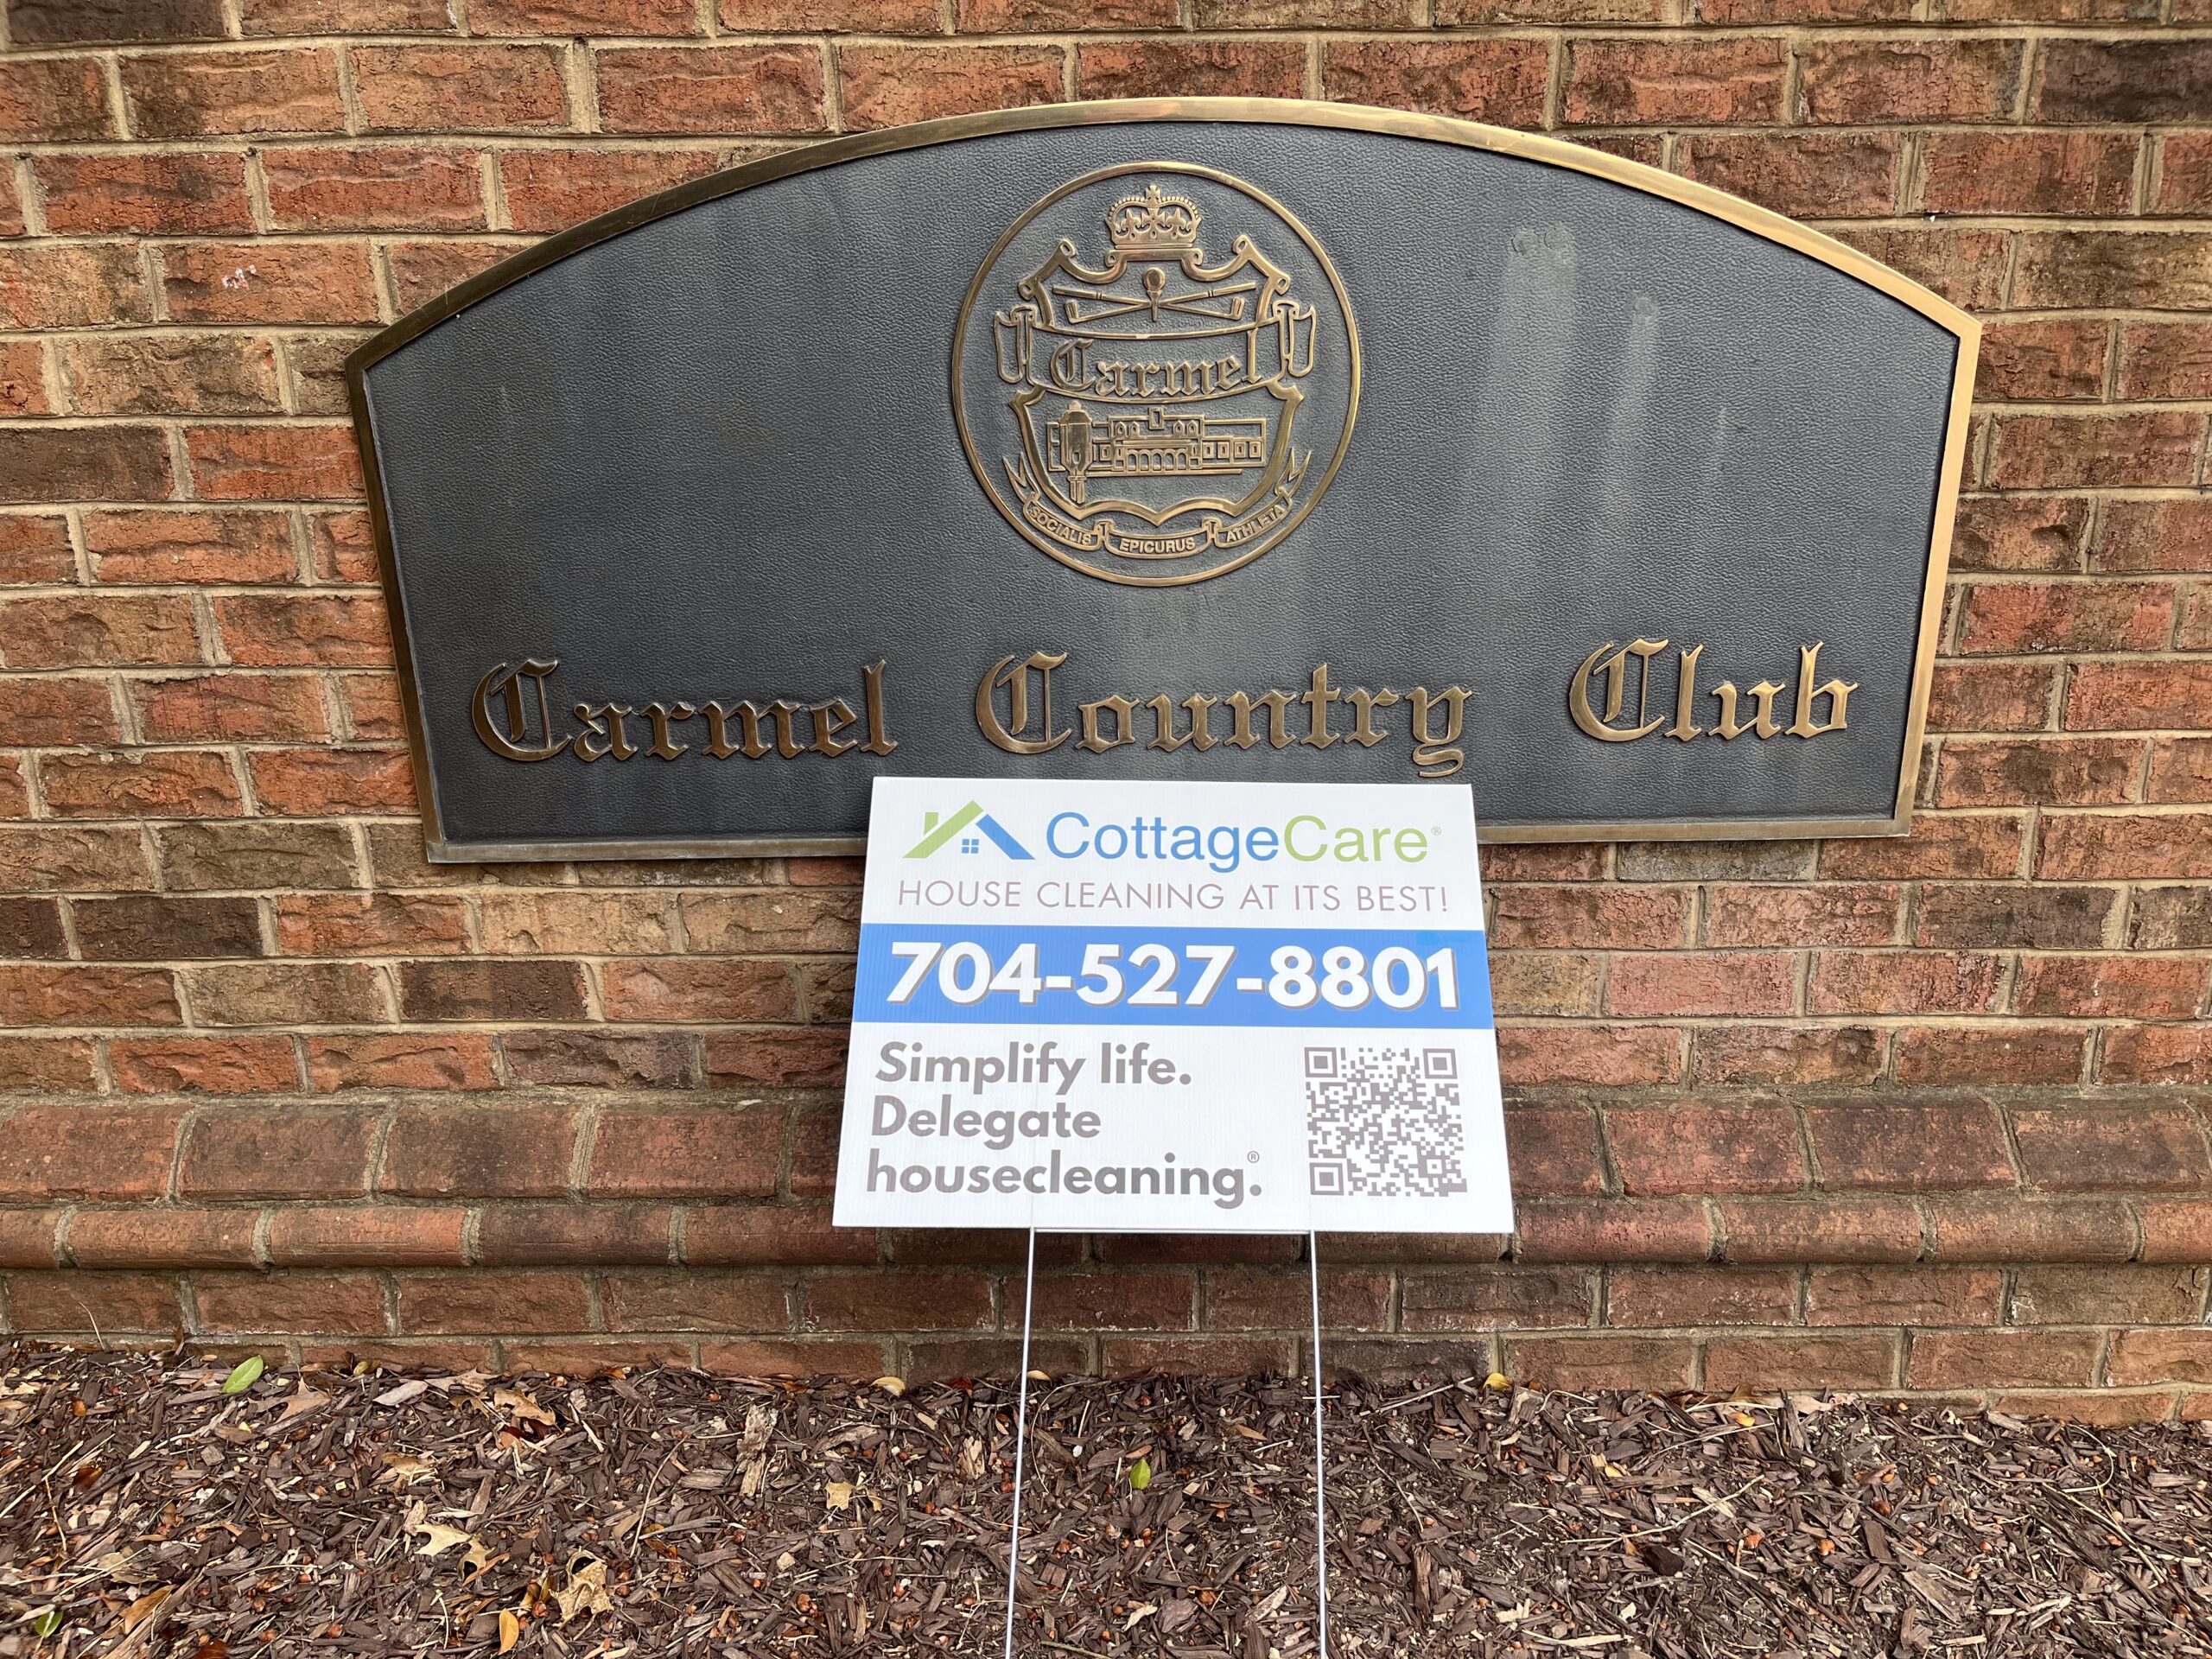 Carmel
SOCIALIS EPICURUS ATHLETA
Carmel Country Club
CottageCare®
HOUSE CLEANING AT ITS BEST!
704-527-8801
Simplify life.
Delegate
housecleaning.®